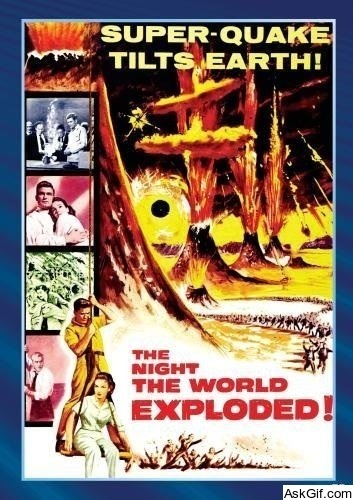 SUPER-QUAKE
TILTS EARTH!
THE
NIGHT
THE WORLD
EXPLODED!
AskGif.com